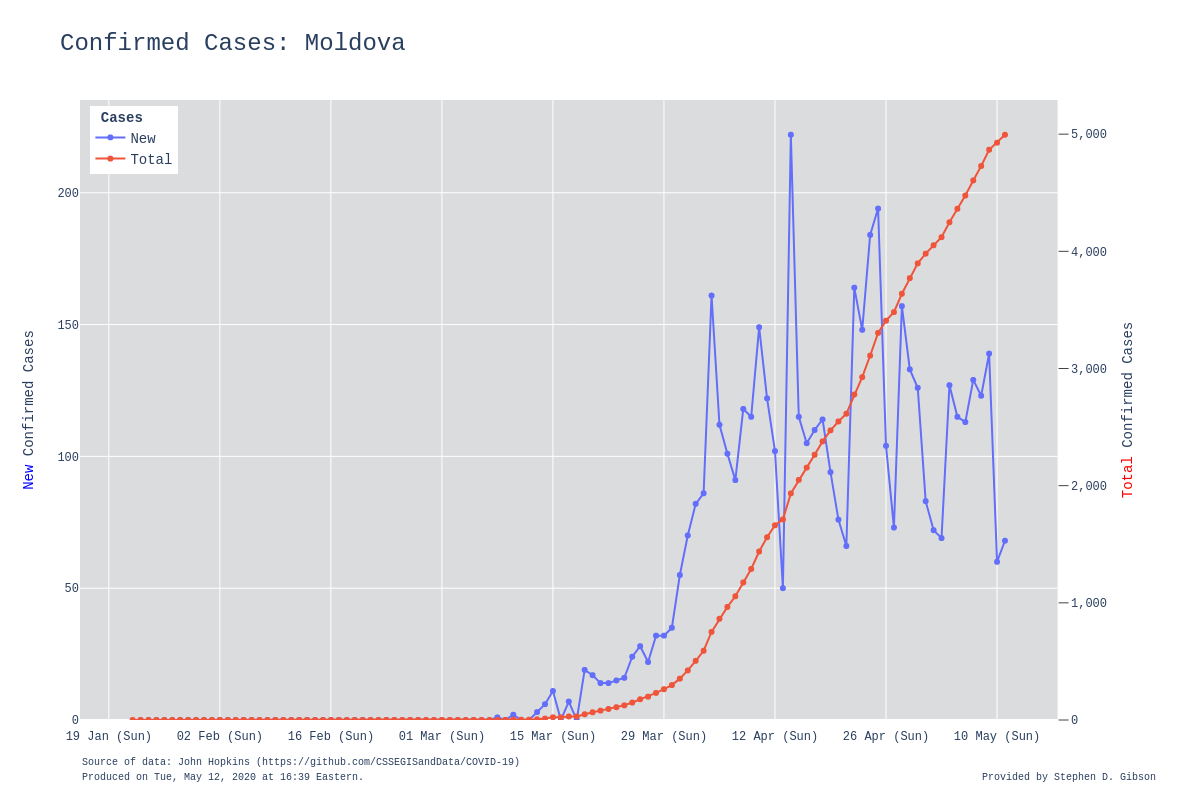 Confirmed Cases: Moldova
Cases
New
Total
200
150
100
50
0
5,000
4,000
3,000
2,000
1,000
0
New Confirmed Cases
Total Confirmed Cases
19 Jan (Sun) 02 Feb (Sun) 16 Feb (Sun) 01 Mar (Sun) 15 Mar (Sun) 29 Mar (Sun) 12 Apr (Sun) 26 Apr (Sun) 10 May (Sun)
Source of data: John Hopkins (https://github.com/CSSEGISandData/COVID-19)
Produced on Tue, May 12, 2020 at 16:39 Eastern.
Provided by Stephen D. Gibson